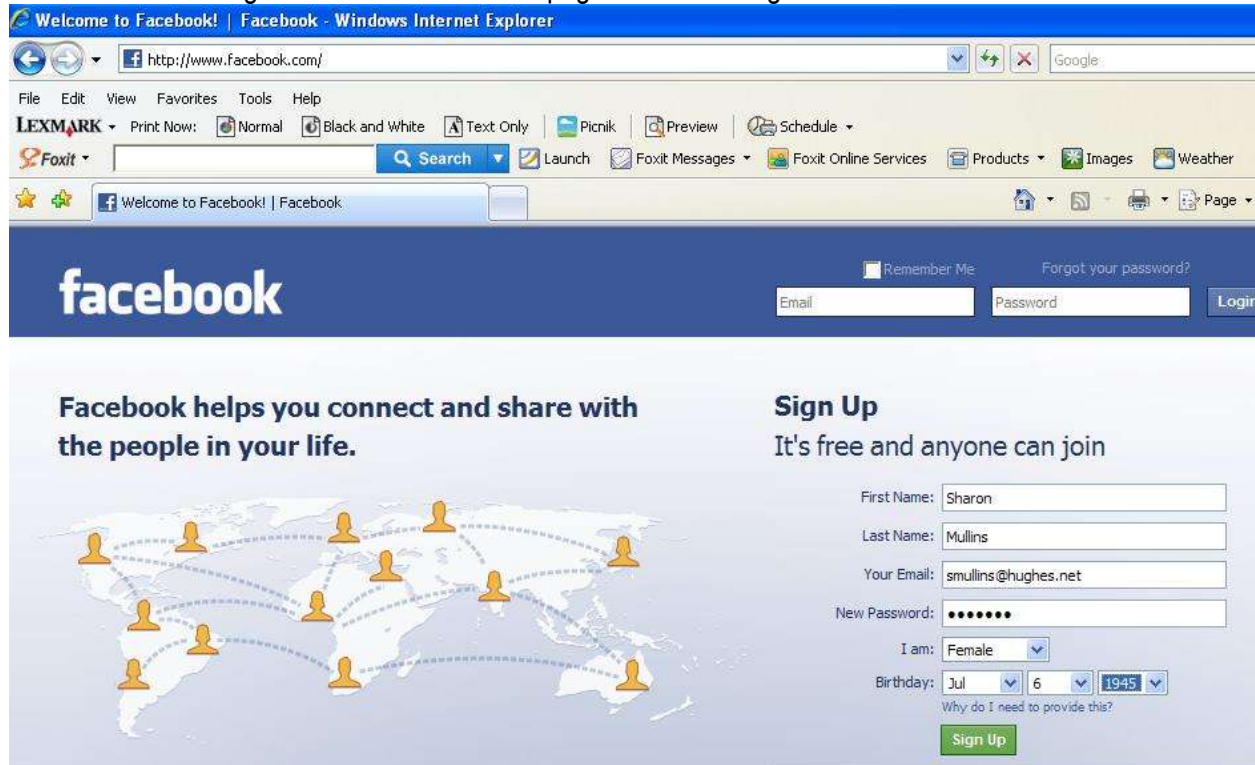 Welcome to Facebook! | Facebook - Windows Internet Explorer
http://www.facebook.com/ Google
File Edit View Favorites Tools Help
LEXMARK Print Now: Normal Black and White Text Only Picnik Preview Schedule
Foxit Search Launch Foxit Messages Foxit Online Services Products Images Weather
Welcome to Facebook! | Facebook Page
Remember Me Forgot your password?
facebook Email Password Login
Facebook helps you connect and share with
the people in your life.
Sign Up
It's free and anyone can join
First Name: Sharon
Last Name: Mullins
Your Email: smullins@hughes.net
New Password: •••••••
I am: Female
Birthday: Jul 6 1945
Why do I need to provide this?
Sign Up